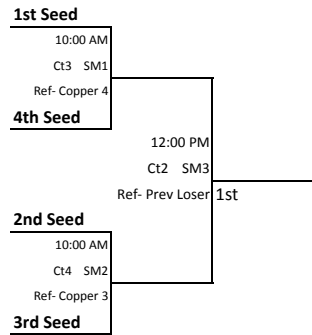 1st Seed
10:00 AM
Ct3 SM1
Ref- Copper 4
4th Seed
12:00 PM
Ct2 SM3
Ref- Prev Loser 1st
2nd Seed
10:00 AM
Ct4 SM2
Ref- Copper 3
3rd Seed